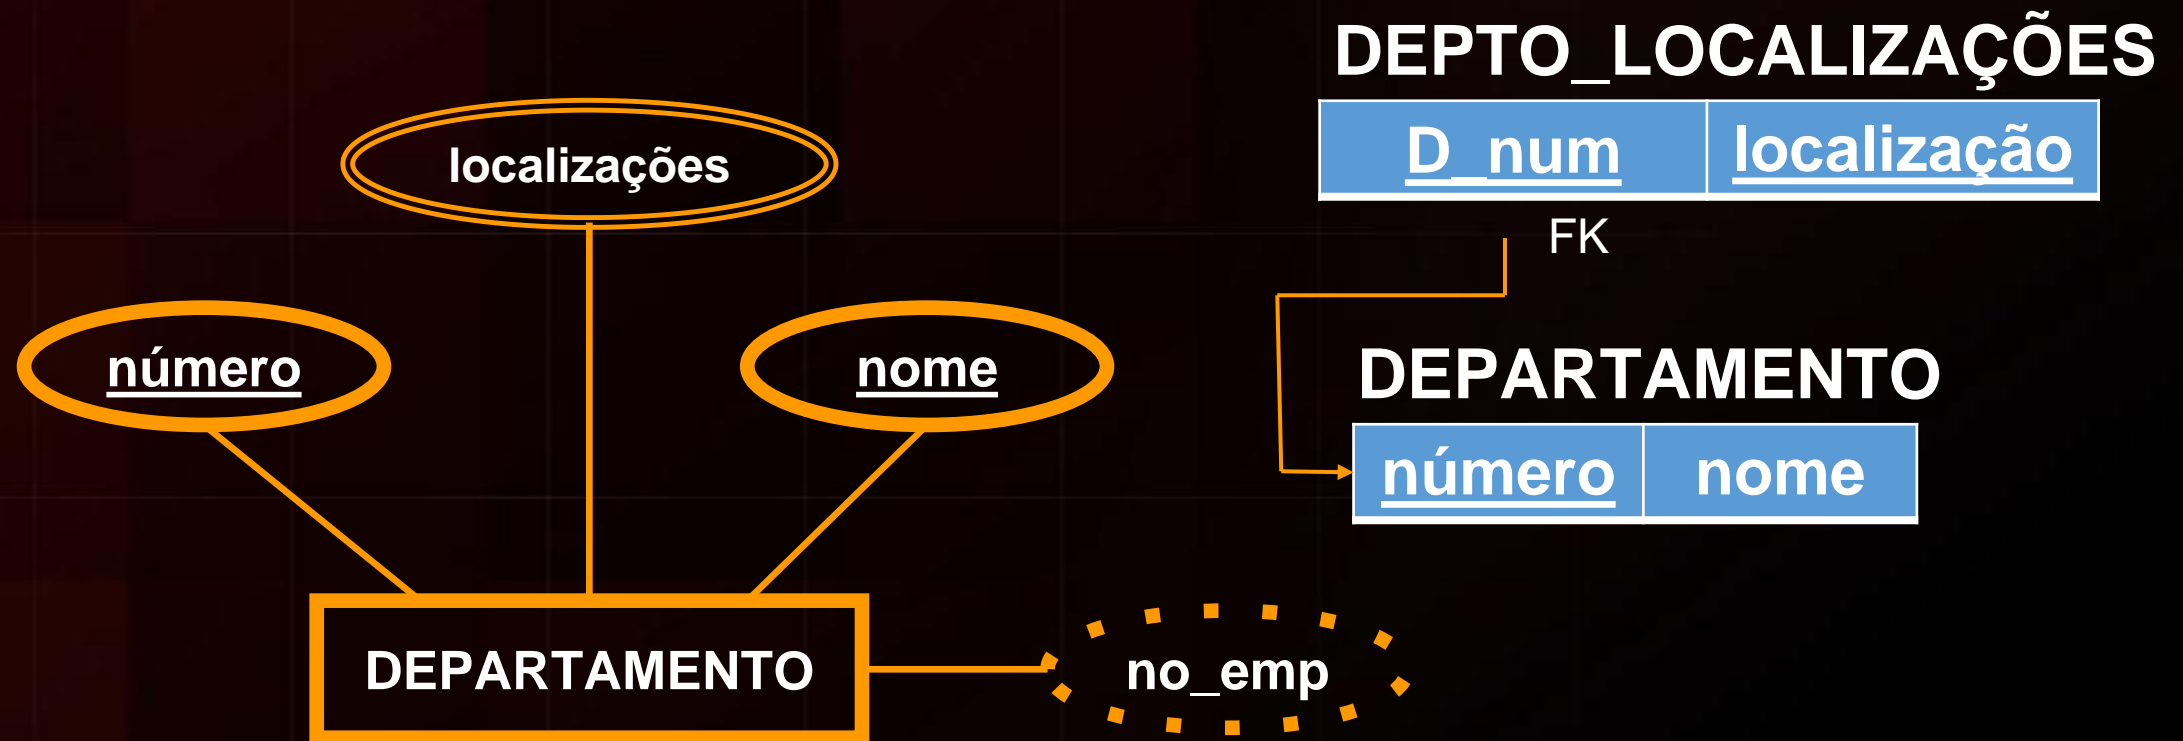 DEPTO_LOCALIZAÇÕES
D_num localização
FK
localizações
número
nome
DEPARTAMENTO
número nome
DEPARTAMENTO
no_emp